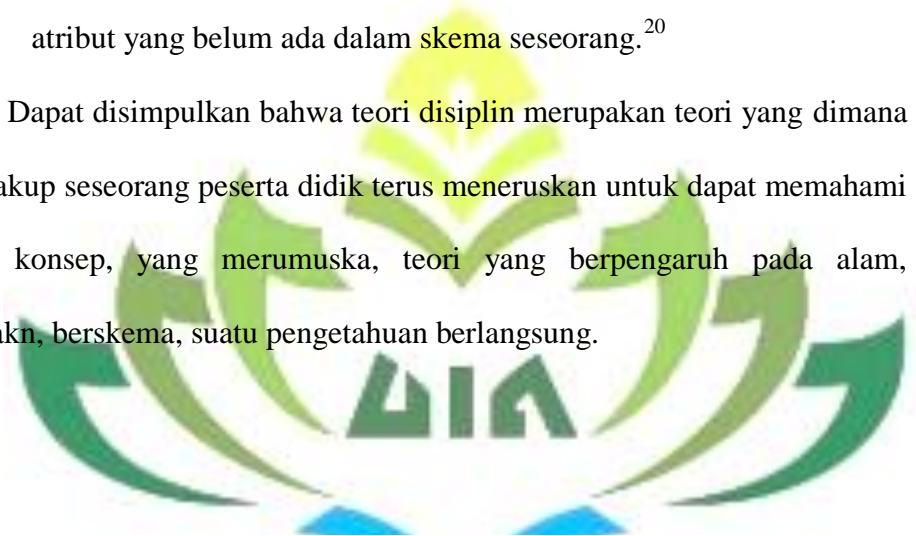 atribut yang belum ada dalam skema seseorang.20
Dapat disimpulkan bahwa teori disiplin merupakan teori yang dimana
akup seseorang peserta didik terus meneruskan untuk dapat memahami
konsep, yang merumuska, teori yang berpengaruh pada alam,
akn, berskema, suatu pengetahuan berlangsung.
UIN